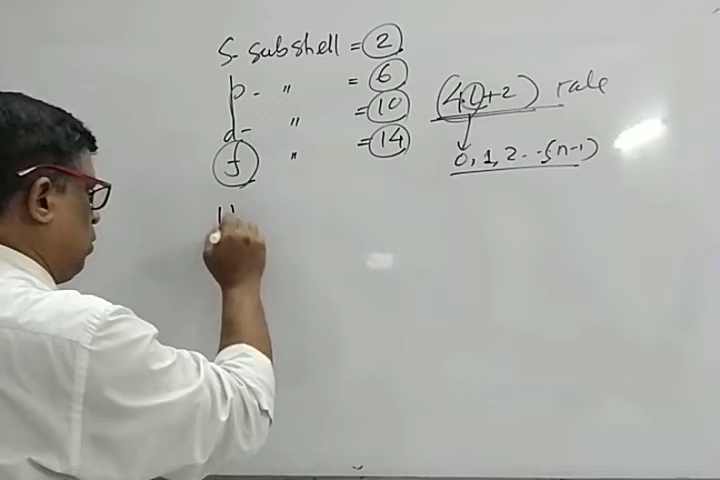 S- subshell = 2
p- " = 6
d- " = 10
f " = 14
(4l+2) rule
0, 1, 2 - - (n-1)